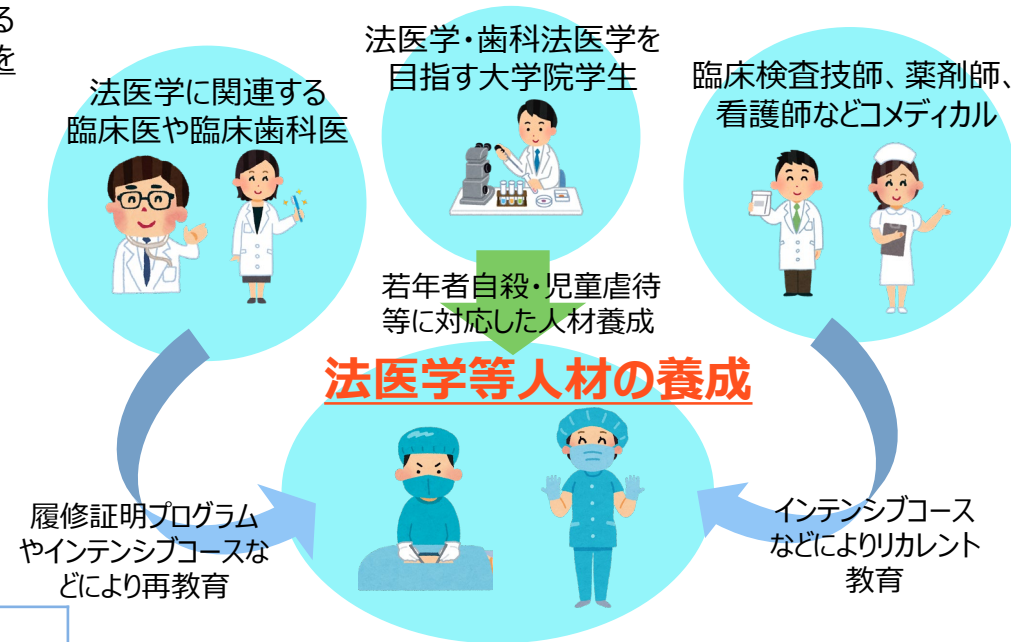 る
を
法医学に関連する
臨床医や臨床歯科医
法医学・歯科法医学を
目指す大学院学生
臨床検査技師、薬剤師、
看護師などコメディカル
若年者自殺・児童虐待
等に対応した人材養成
法医学等人材の養成
履修証明プログラム
やインテンシブコースな
どにより再教育
インテンシブコース
などによりリカレント
教育